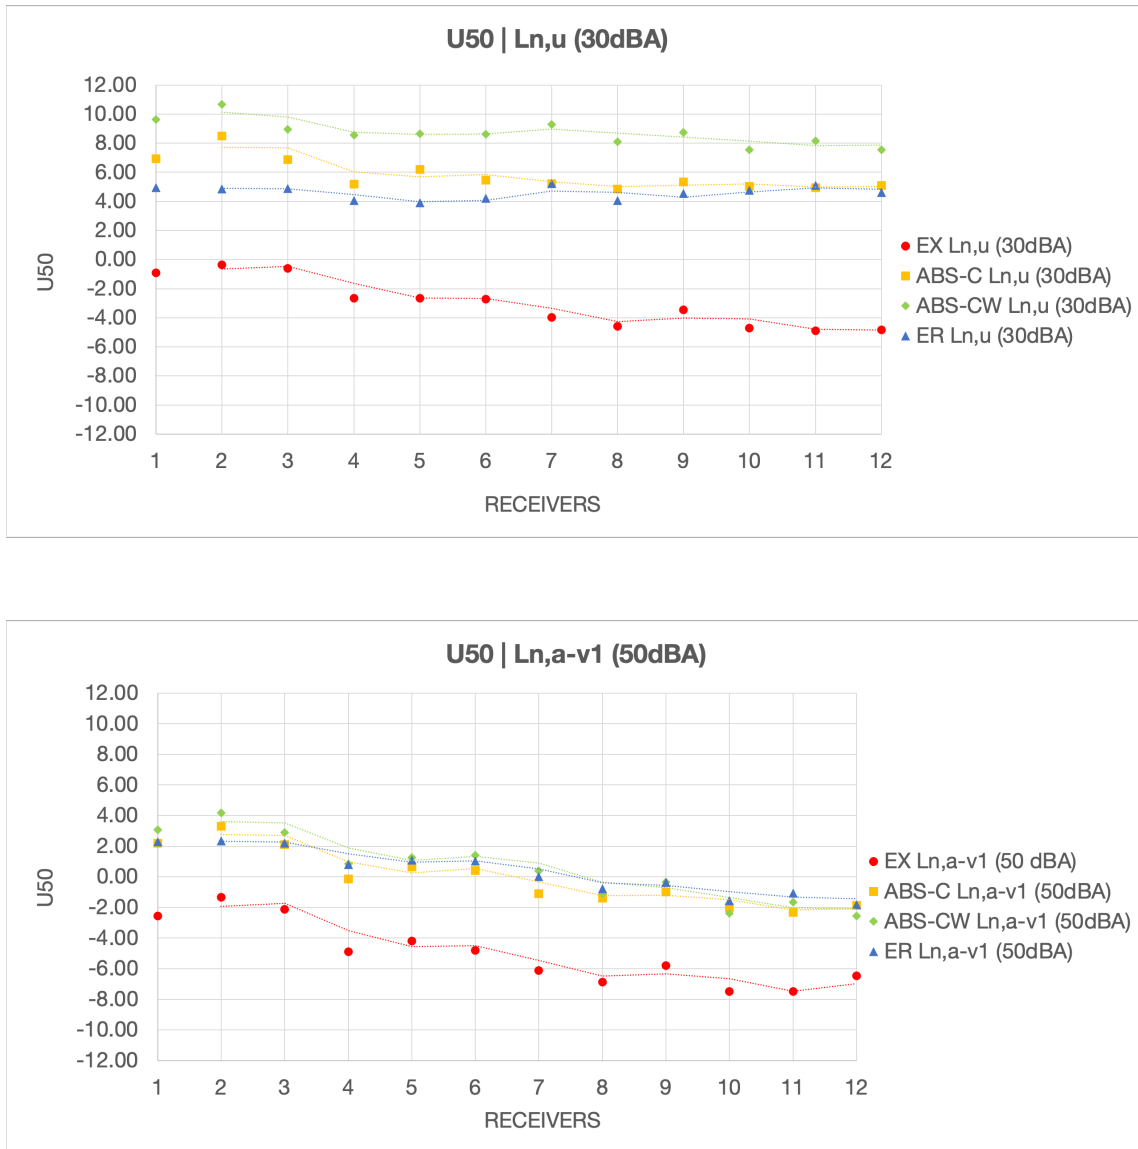 U50 | Ln,u (30dBA)
12.00
10.00
8.00
6.00
4.00
2.00
0.00
-2.00
-4.00
-6.00
-8.00
-10.00
-12.00
U50
1 2 3 4 5 6 7 8 9 10 11 12
RECEIVERS
EX Ln,u (30dBA)
ABS-C Ln,u (30dBA)
ABS-CW Ln,u (30dBA)
ER Ln,u (30dBA)
U50 | Ln,a-v1 (50dBA)
12.00
10.00
8.00
6.00
4.00
2.00
0.00
-2.00
-4.00
-6.00
-8.00
-10.00
-12.00
U50
1 2 3 4 5 6 7 8 9 10 11 12
RECEIVERS
EX Ln,a-v1 (50 dBA)
ABS-C Ln,a-v1 (50dBA)
ABS-CW Ln,a-v1 (50dBA)
ER Ln,a-v1 (50dBA)